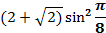 (2 + √2) sin² π/8